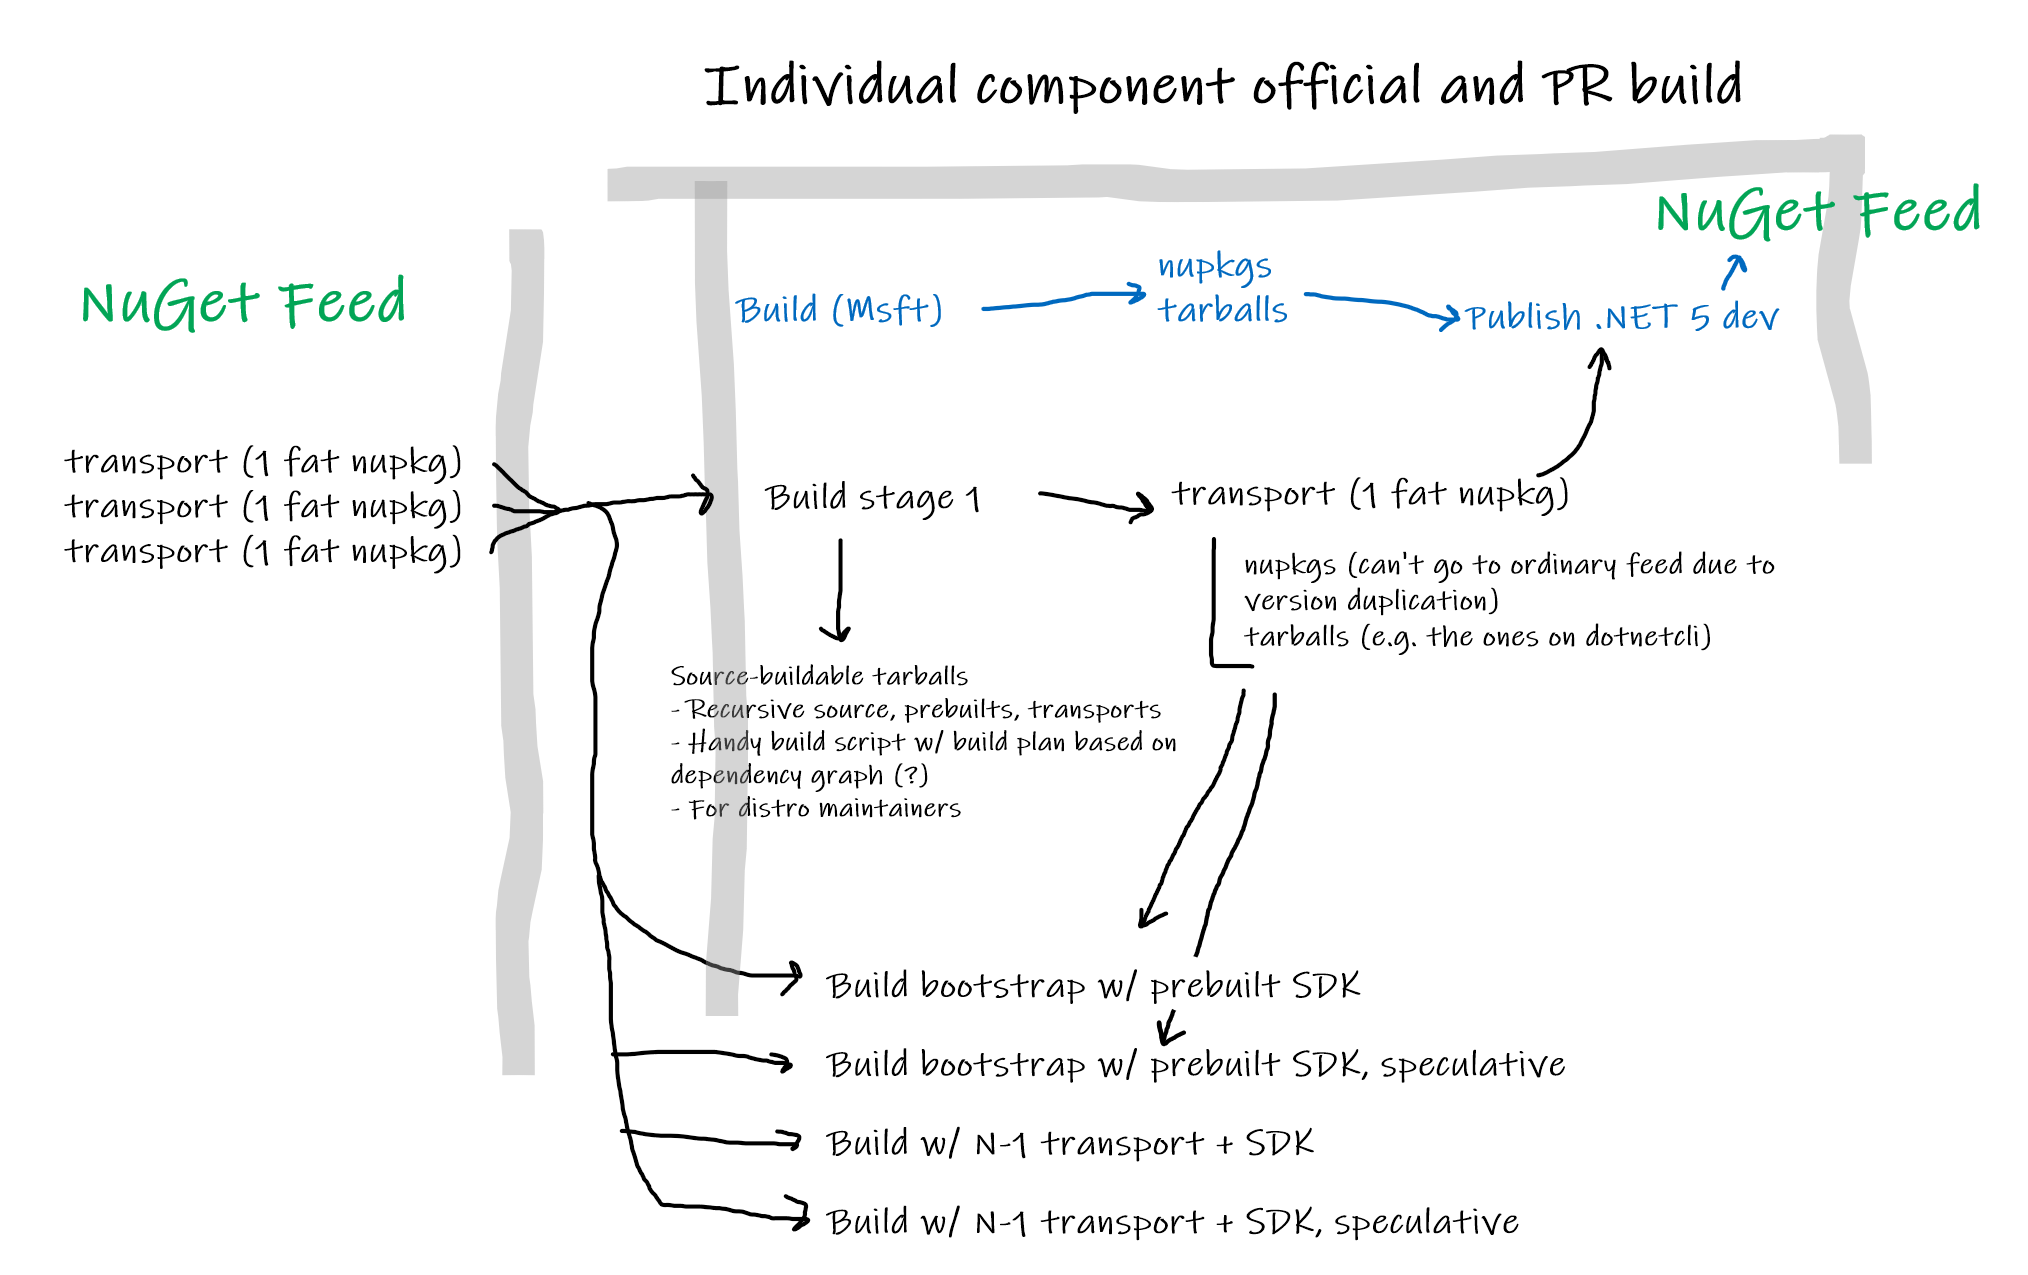 Individual component official and PR build
NuGet Feed
NuGet Feed
nupkgs
tarballs
Build (Msft)
Publish .NET 5 dev
transport (1 fat nupkg)
transport (1 fat nupkg)
transport (1 fat nupkg)
Build stage 1
transport (1 fat nupkg)
nupkgs (can't go to ordinary feed due to
version duplication)
tarballs (e.g. the ones on dotnetcli)
Source-buildable tarballs
- Recursive source, prebuilts, transports
- Handy build script w/ build plan based on
dependency graph (?)
- For distro maintainers
Build bootstrap w/ prebuilt SDK
Build bootstrap w/ prebuilt SDK, speculative
Build w/ N-1 transport + SDK
Build w/ N-1 transport + SDK, speculative